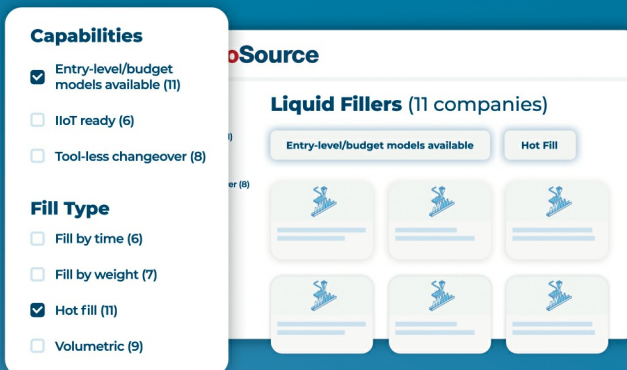 Capabilities
Entry-level/budget
models available (11)
IIoT ready (6)
Tool-less changeover (8)
Fill Type
Fill by time (6)
Fill by weight (7)
Hot fill (11)
Volumetric (9)
oSource
Liquid Fillers (11 companies)
Entry-level/budget models available
Hot Fill
er (8)